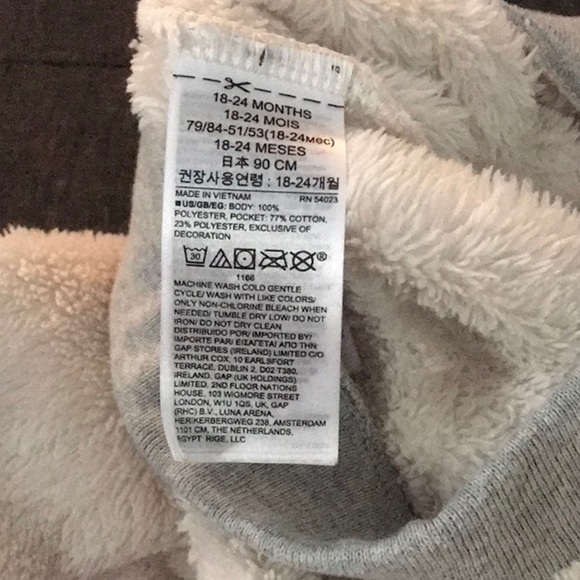 18-24 MONTHS
18-24 MOIS
79/84-51/53(18-24мес)
18-24 MESES
日本 90 CM
권장사용연령 : 18-24개월
MADE IN VIETNAM RN 54023
US/GB/EG: BODY: 100%
POLYESTER, POCKET: 77% COTTON,
23% POLYESTER, EXCLUSIVE OF
DECORATION
30
1166
MACHINE WASH COLD GENTLE
CYCLE/ WASH WITH LIKE COLORS/
ONLY NON-CHLORINE BLEACH WHEN
NEEDED/ TUMBLE DRY LOW/ DO NOT
IRON/ DO NOT DRY CLEAN
DISTRIBUIDO POR/ IMPORTED BY/
IMPORTE PAR/ ΕΙΣΑΓΕΤΑΙ ΑΠΟ ΤΗΝ:
GAP STORES (IRELAND) LIMITED C/O
ARTHUR COX, 10 EARLSFORT
TERRACE, DUBLIN 2, D02 T380,
IRELAND. GAP (UK HOLDINGS)
LIMITED, 2ND FLOOR NATIONS
HOUSE, 103 WIGMORE STREET
LONDON, W1U 1QS, UK, GAP
(RHC) B.V., LUNA ARENA,
HERIKERBERGWEG 238, AMSTERDAM
1101 CM, THE NETHERLANDS,
EGYPT: RIGE, LLC